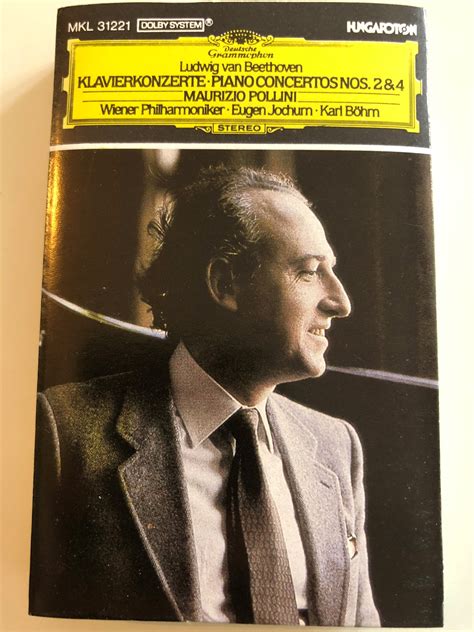 MKL 31221 DOLBY SYSTEM® HUNGAROTON
Deutsche
Grammophon
Ludwig van Beethoven
KLAVIERKONZERTE · PIANO CONCERTOS NOS. 2 & 4
MAURIZIO POLLINI
Wiener Philharmoniker · Eugen Jochum · Karl Böhm
STEREO